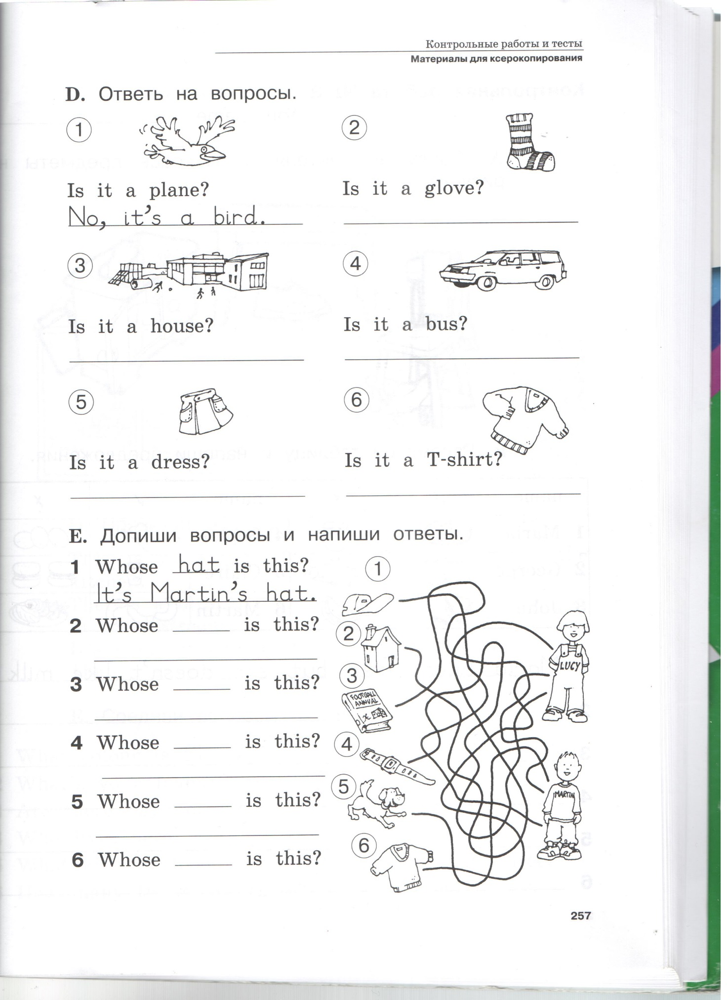 Контрольные работы и тесты
Материалы для ксерокопирования
D. Ответь на вопросы.
1
2
Is it a plane?
Is it a glove?
No, it's a bird.
3
4
Is it a house?
Is it a bus?
5
6
Is it a dress?
Is it a T-shirt?
E. Допиши вопросы и напиши ответы.
1 Whose hat is this?
It's Martin's hat.
2 Whose ______ is this?
3 Whose ______ is this?
4 Whose ______ is this?
5 Whose ______ is this?
6 Whose ______ is this?
1
2
LUCY
3
FOOTBALL
ANNUAL
4
5
MARTIN
6
257